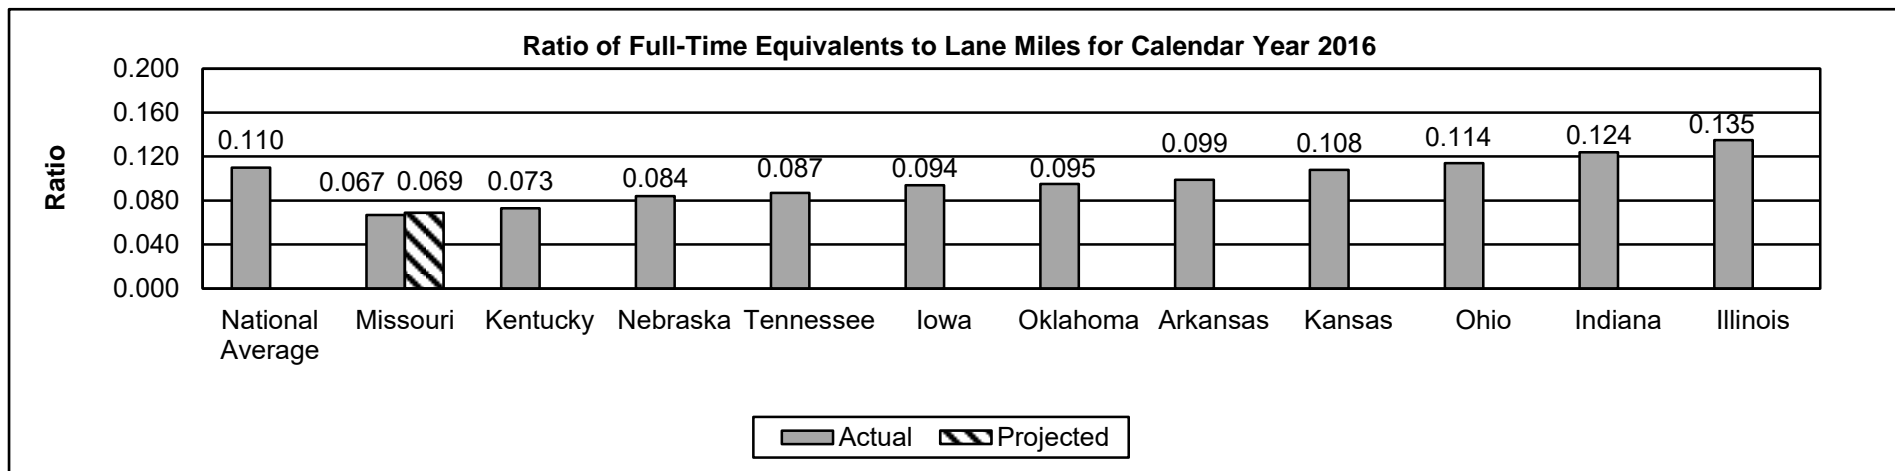 Ratio of Full-Time Equivalents to Lane Miles for Calendar Year 2016
Ratio
0.200
0.160
0.120
0.080
0.040
0.000
0.110
0.067
0.069
0.073
0.084
0.087
0.094
0.095
0.099
0.108
0.114
0.124
0.135
National
Average
Missouri
Kentucky
Nebraska
Tennessee
Iowa
Oklahoma
Arkansas
Kansas
Ohio
Indiana
Illinois
Actual
Projected